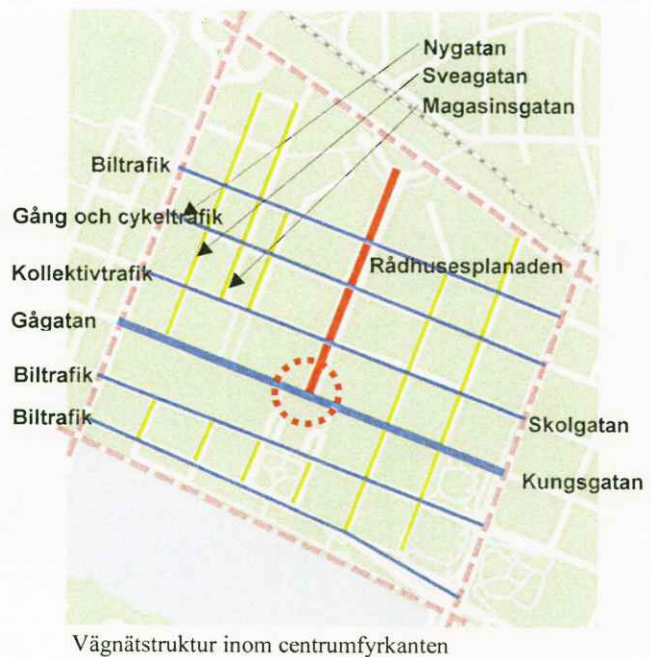 Nygatan
Sveagatan
Magasinsgatan
Biltrafik
Gång och cykeltrafik
Rådhusesplanaden
Kollektivtrafik
Gågatan
Biltrafik
Biltrafik
Skolgatan
Kungsgatan
Vägnätstruktur inom centrumfyrkanten